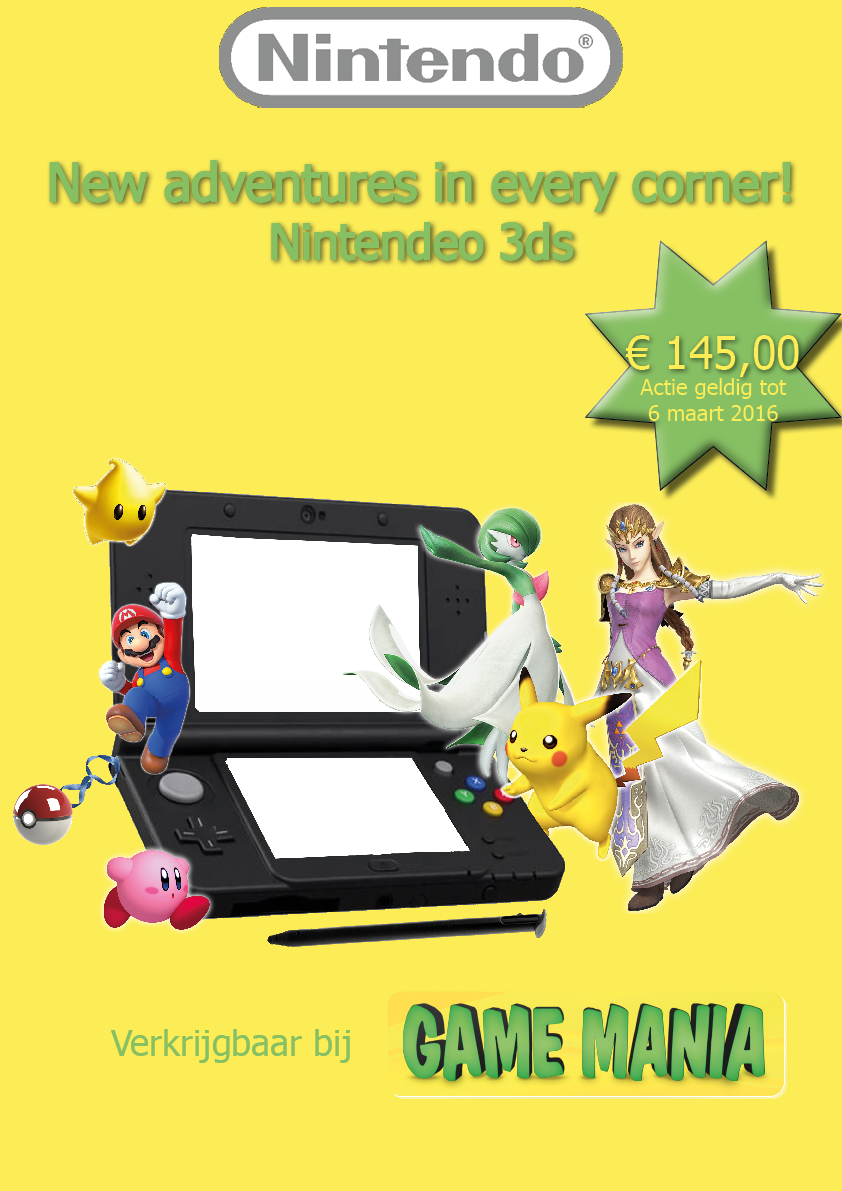 Nintendo®
New adventures in every corner!
Nintendeo 3ds
€ 145,00
Actie geldig tot
6 maart 2016
Verkrijgbaar bij
GAME MANIA